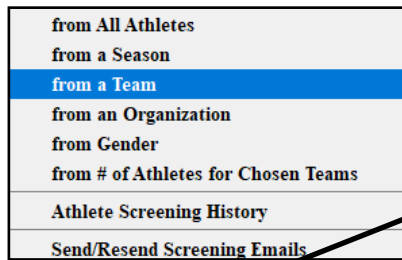 from All Athletes
from a Season
from a Team
from an Organization
from Gender
from # of Athletes for Chosen Teams
Athlete Screening History
Send/Resend Screening Emails